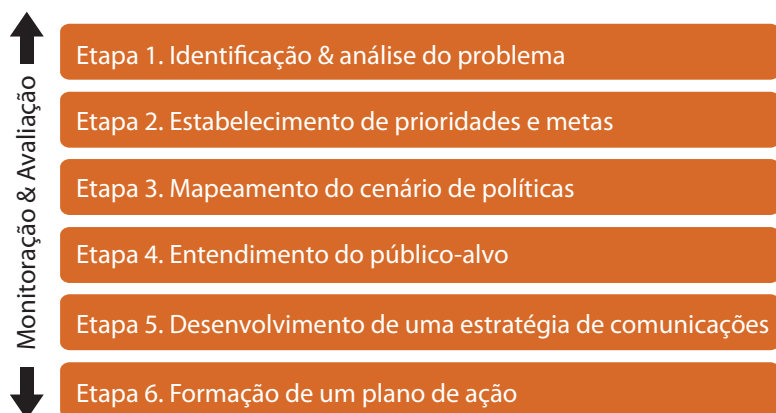 Monitoração & Avaliação
Etapa 1. Identificação & análise do problema
Etapa 2. Estabelecimento de prioridades e metas
Etapa 3. Mapeamento do cenário de políticas
Etapa 4. Entendimento do público-alvo
Etapa 5. Desenvolvimento de uma estratégia de comunicações
Etapa 6. Formação de um plano de ação